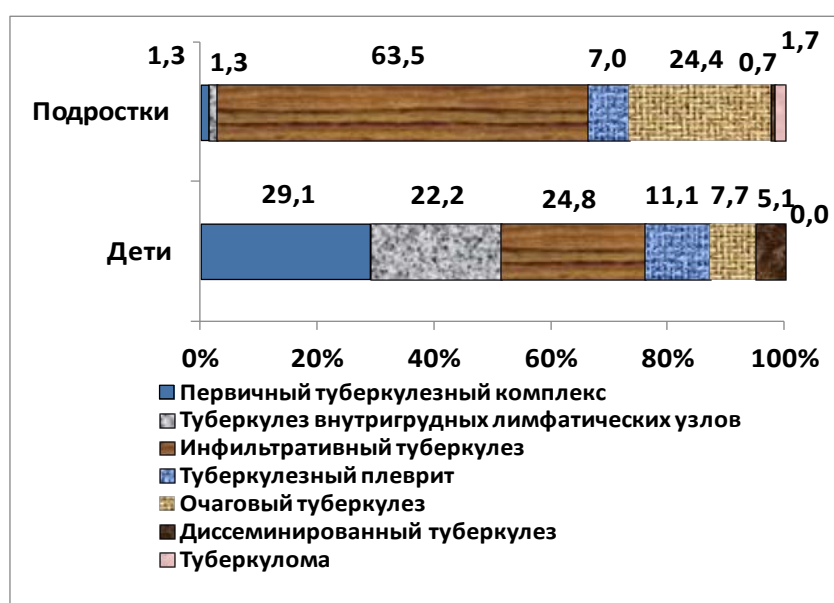 1,3 1,3 63,5 7,0 24,4 0,7 1,7
Подростки
29,1 22,2 24,8 11,1 7,7 5,1 0,0
Дети
0% 20% 40% 60% 80% 100%
Первичный туберкулезный комплекс
Туберкулез внутригрудных лимфатических узлов
Инфильтративный туберкулез
Туберкулезный плеврит
Очаговый туберкулез
Диссеминированный туберкулез
Туберкулома